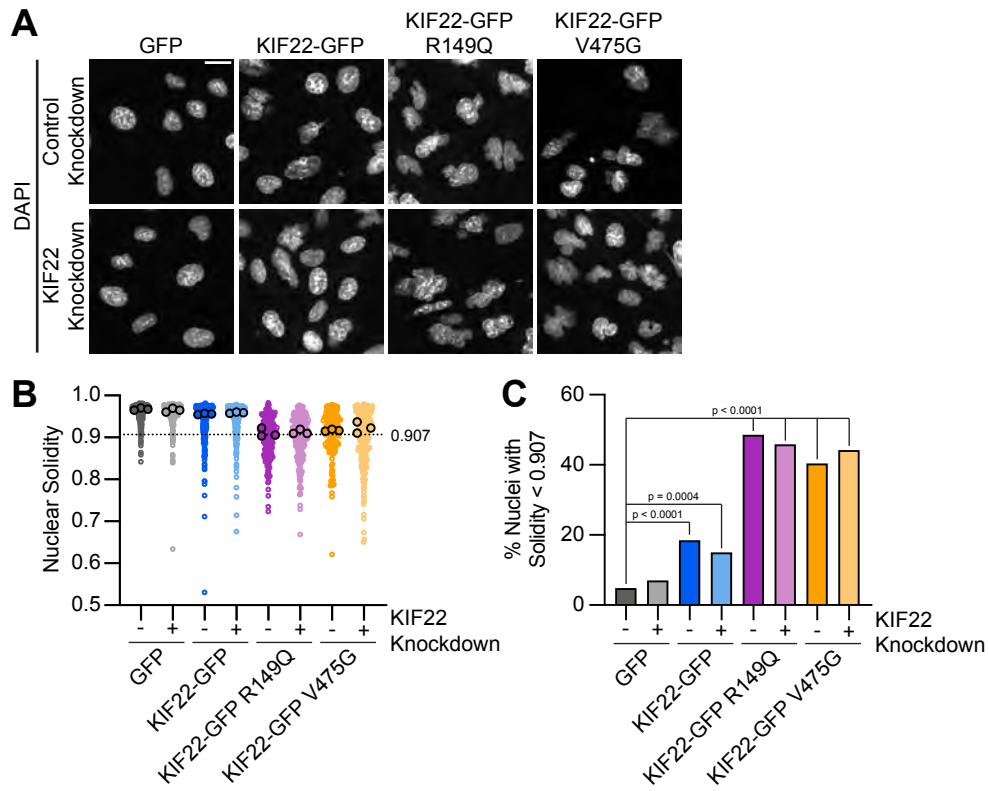 A
GFP
KIF22-GFP
KIF22-GFP
R149Q
KIF22-GFP
V475G
DAPI
Control
Knockdown
KIF22
Knockdown
B
Nuclear Solidity
1.0
0.9
0.8
0.7
0.6
0.5
0.907
- + - + - + - +
KIF22
Knockdown
GFP
KIF22-GFP
KIF22-GFP R149Q
KIF22-GFP V475G
C
% Nuclei with
Solidity < 0.907
60
40
20
0
p < 0.0001
p = 0.0004
p < 0.0001
- + - + - + - +
KIF22
Knockdown
GFP
KIF22-GFP
KIF22-GFP R149Q
KIF22-GFP V475G